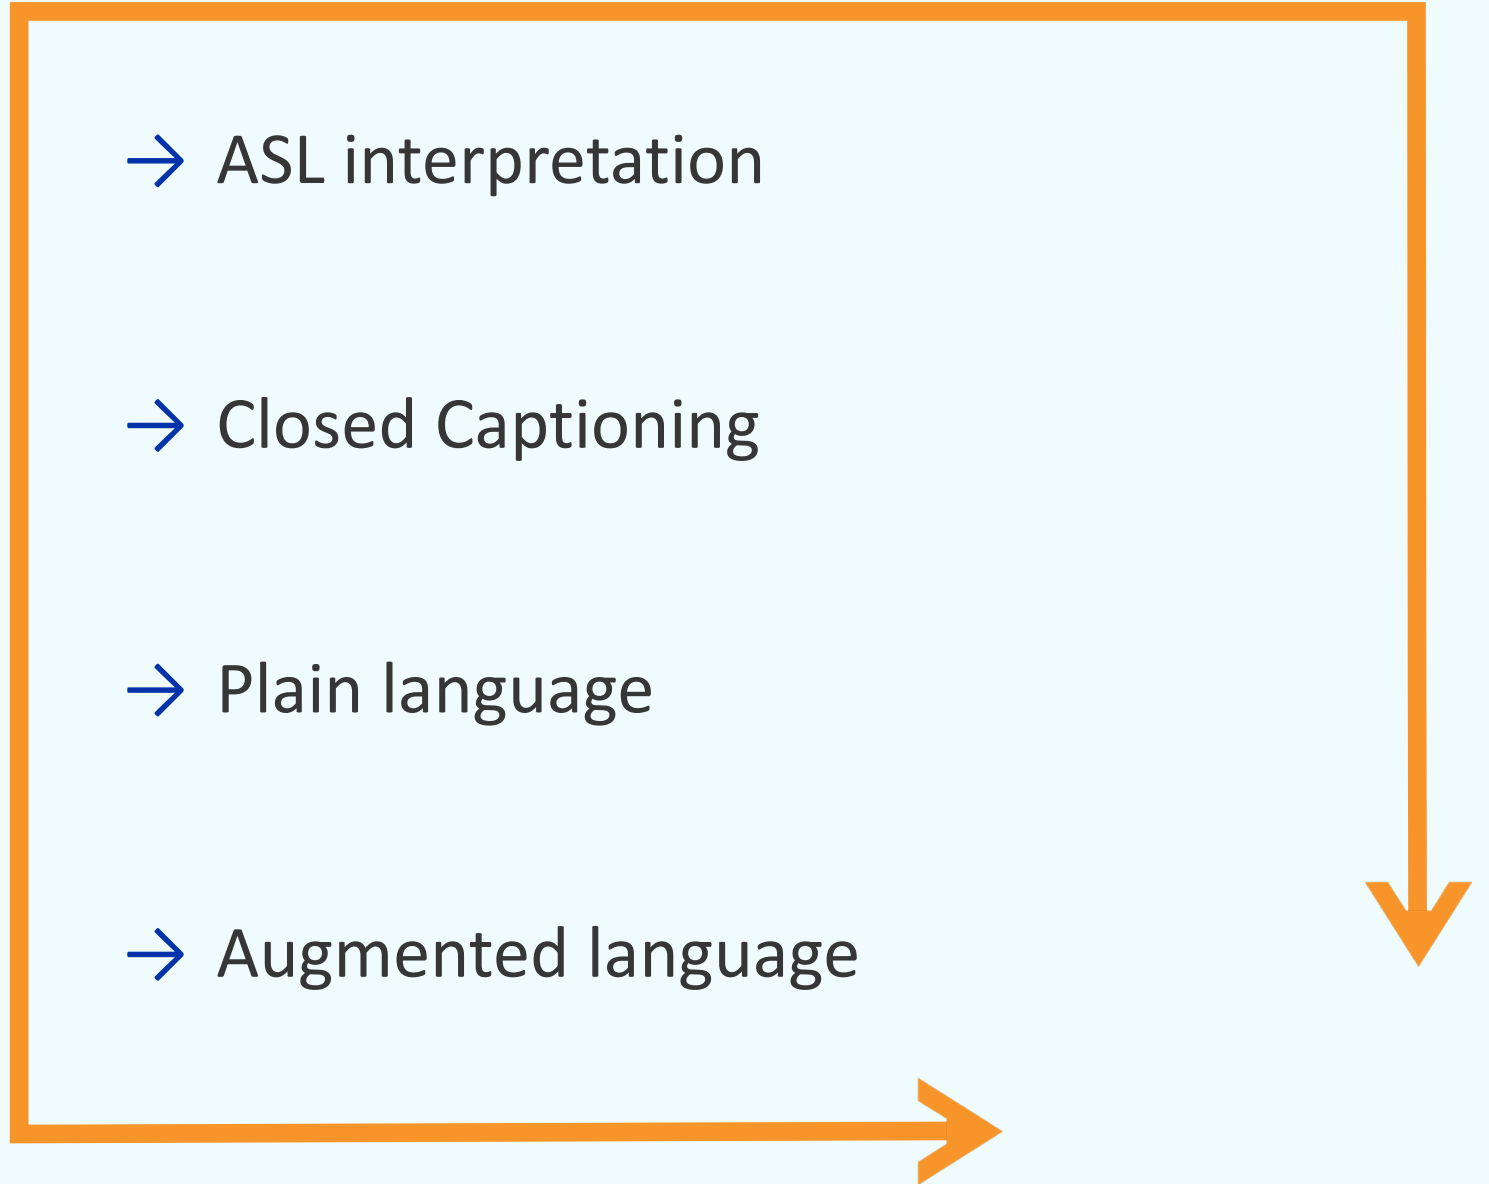 ASL interpretation
Closed Captioning
Plain language
Augmented language